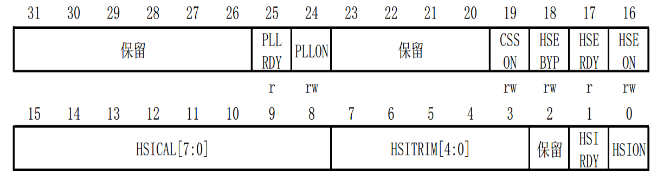 31 30 29 28 27 26 25 24 23 22 21 20 19 18 17 16
保留 PLL RDY PLLON 保留 CSS ON HSE BYP HSE RDY HSE ON
r rw rw rw r rw
15 14 13 12 11 10 9 8 7 6 5 4 3 2 1 0
HSICAL[7:0] HSITRIM[4:0] 保留 HSI RDY HSION